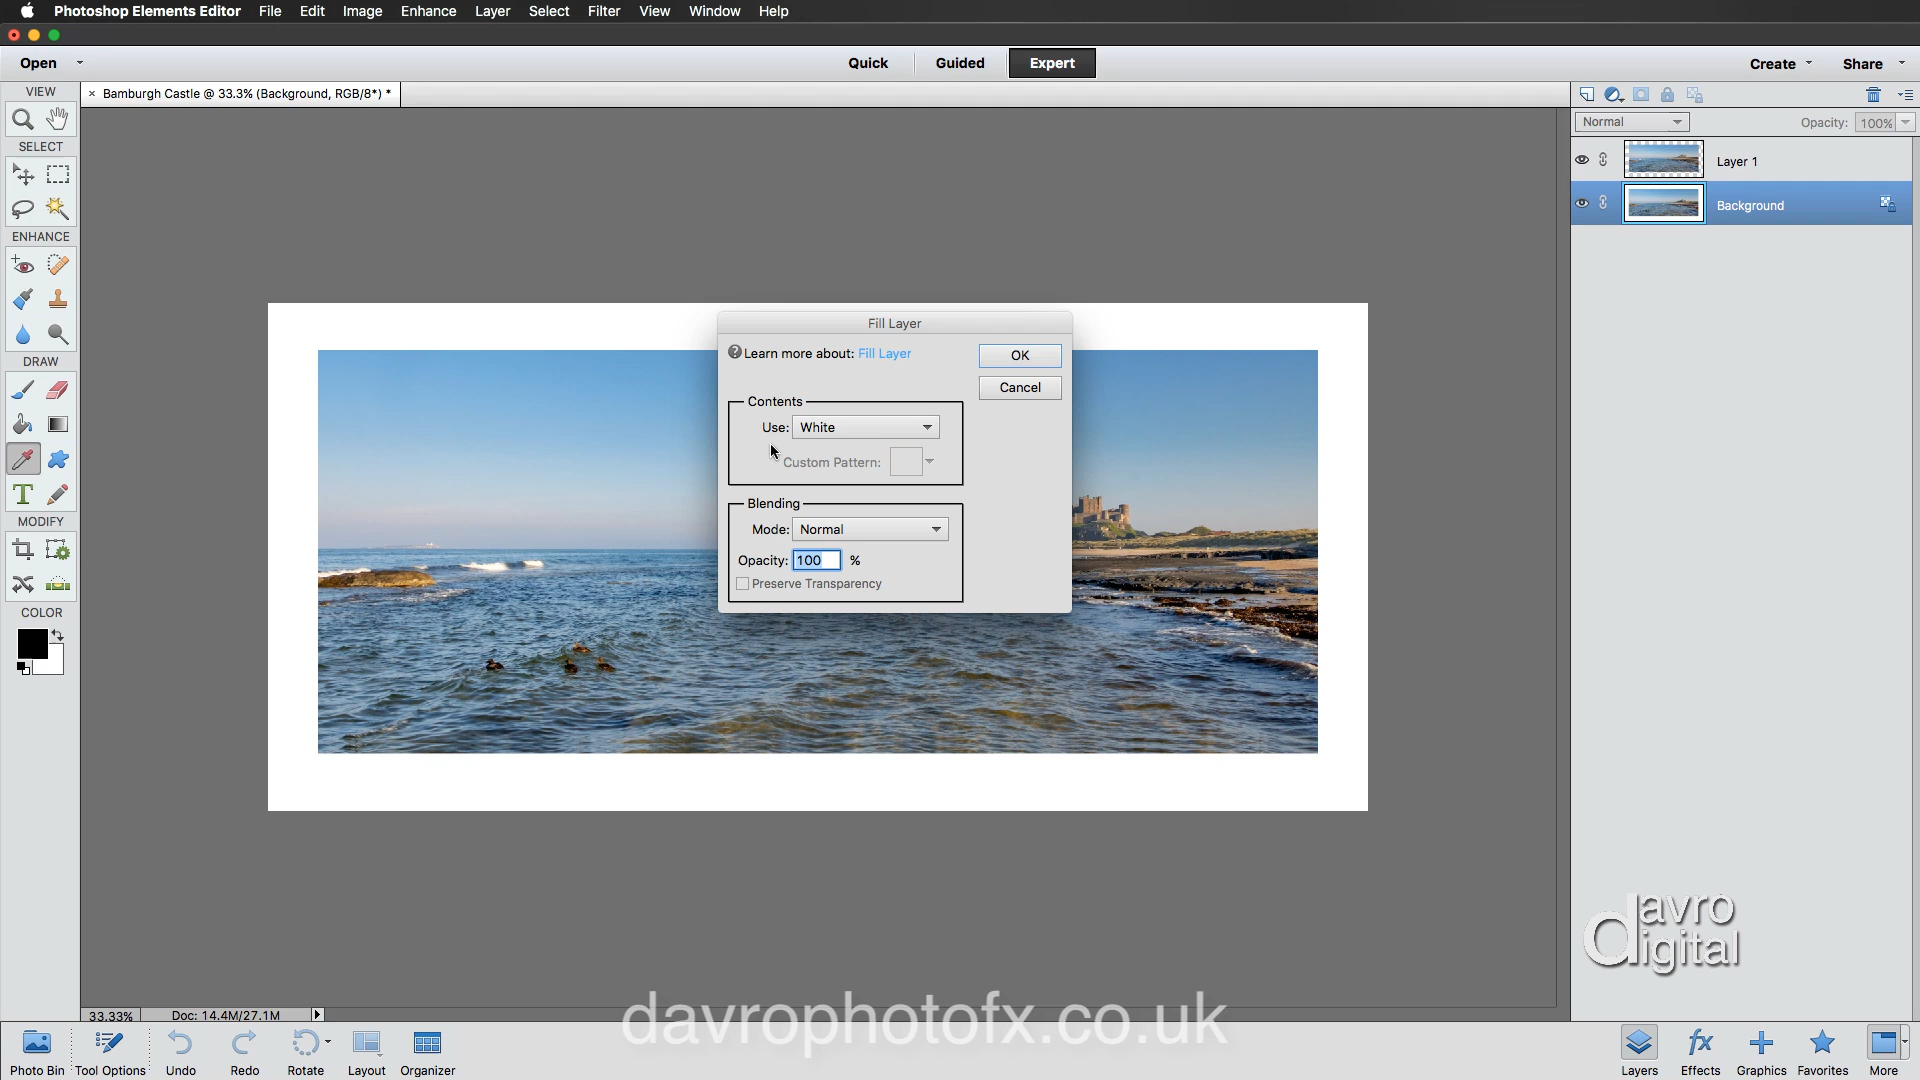 Photoshop Elements Editor File Edit Image Enhance Layer Select Filter View Window Help
Open Quick Guided Expert Create Share
VIEW
× Bamburgh Castle @ 33.3% (Background, RGB/8*) *
Normal Opacity: 100%
SELECT
Layer 1
Background
ENHANCE
Fill Layer
Learn more about: Fill Layer
OK
Cancel
Contents
Use: White
Custom Pattern:
Blending
Mode: Normal
Opacity: 100 %
Preserve Transparency
DRAW
T
MODIFY
COLOR
davro
digital
33.33% Doc: 14.4M/27.1M
davrophotofx.co.uk
fx
Photo Bin Tool Options Undo Redo Rotate Layout Organizer Layers Effects Graphics Favorites More